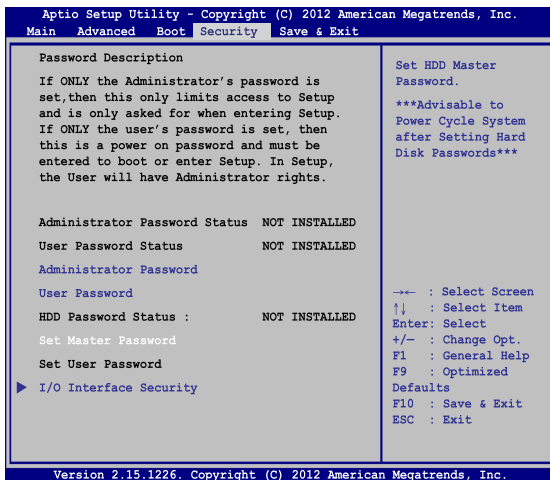 Aptio Setup Utility - Copyright (C) 2012 American Megatrends, Inc.
Main Advanced Boot Security Save & Exit
Password Description
If ONLY the Administrator's password is
set,then this only limits access to Setup
and is only asked for when entering Setup.
If ONLY the user's password is set, then
this is a power on password and must be
entered to boot or enter Setup. In Setup,
the User will have Administrator rights.
Administrator Password Status NOT INSTALLED
User Password Status NOT INSTALLED
Administrator Password
User Password
HDD Password Status : NOT INSTALLED
Set Master Password
Set User Password
I/O Interface Security
Set HDD Master
Password.
***Advisable to
Power Cycle System
after Setting Hard
Disk Passwords***
→← : Select Screen
↑↓ : Select Item
Enter: Select
+/— : Change Opt.
F1 : General Help
F9 : Optimized
Defaults
F10 : Save & Exit
ESC : Exit
Version 2.15.1226. Copyright (C) 2012 American Megatrends, Inc.